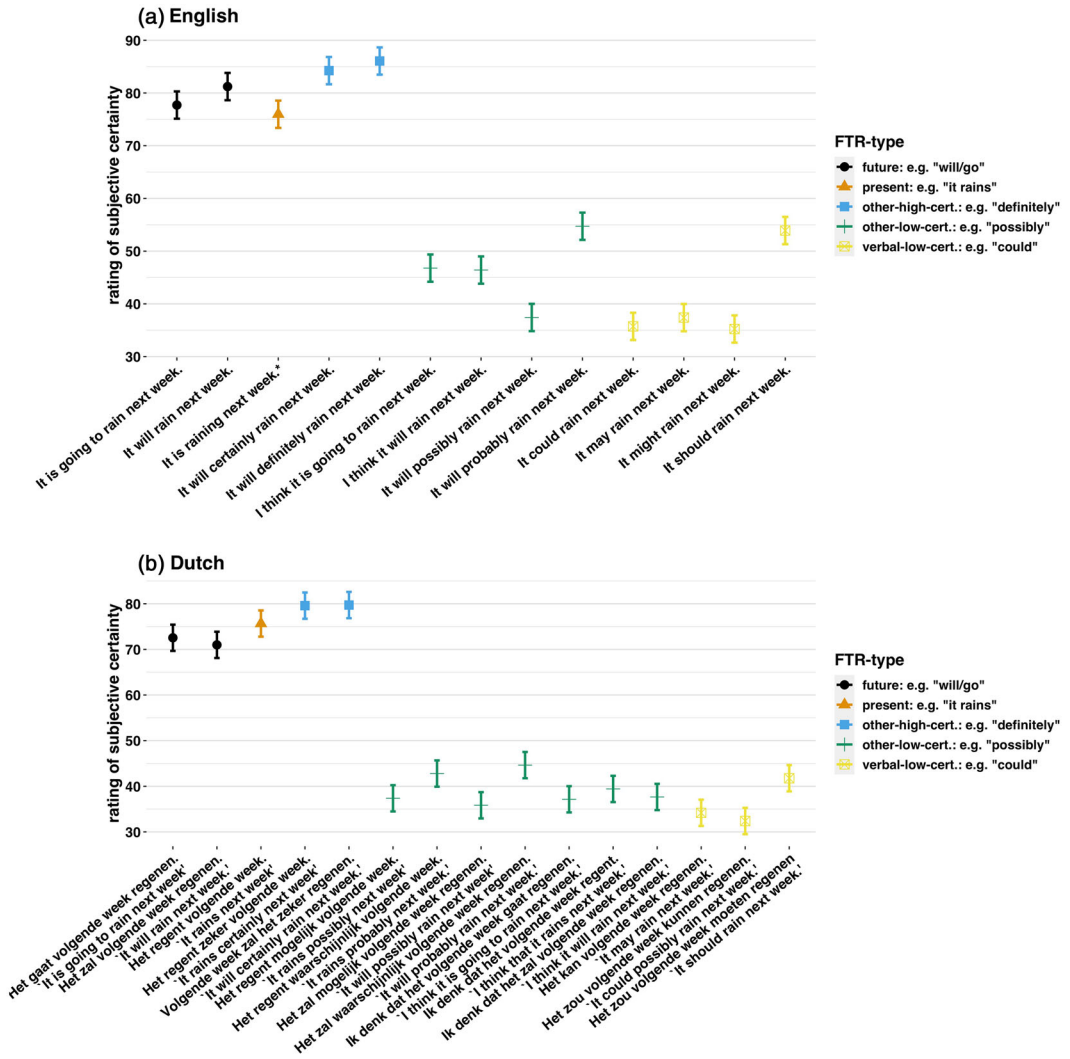 (a) English
90
80
70
60
50
40
30
rating of subjective certainty
It is going to rain next week.
It will rain next week.
It is raining next week.*
It will certainly rain next week.
It will definitely rain next week.
I think it is going to rain next week.
I think it will rain next week.
It will possibly rain next week.
It will probably rain next week.
It could rain next week.
It may rain next week.
It might rain next week.
It should rain next week.
FTR-type
future: e.g. "will/go"
present: e.g. "it rains"
other-high-cert.: e.g. "definitely"
other-low-cert.: e.g. "possibly"
verbal-low-cert.: e.g. "could"
(b) Dutch
80
70
60
50
40
30
rating of subjective certainty
Het gaat volgende week regenen.
`It is going to rain next week'
Het zal volgende week regenen.
`It will rain next week.'
Het regent volgende week.
`It rains next week'
Het regent zeker volgende week.
`It rains certainly next week'
Volgende week zal het zeker regenen.
`It will certainly rain next week.'
Het regent mogelijk volgende week.
`It rains possibly next week'
Het regent waarschijnlijk volgende week.
`It rains probably next week.'
Het zal mogelijk volgende week regenen.
`It will possibly rain next week'
Het zal waarschijnlijk volgende week regenen.
`It will probably rain next week.'
Ik denk dat het volgende week gaat regenen.
`I think it is going to rain next week.'
Ik denk dat het volgende week regent.
`I think that it rains next week.'
Ik denk dat het zal volgende week regenen.
`I think it will rain next week.'
Het kan volgende week regenen.
`It may rain next week.'
Het zou volgende week kunnen regenen.
`It could possibly rain next week.'
Het zou volgende week moeten regenen
`It should rain next week.'
FTR-type
future: e.g. "will/go"
present: e.g. "it rains"
other-high-cert.: e.g. "definitely"
other-low-cert.: e.g. "possibly"
verbal-low-cert.: e.g. "could"